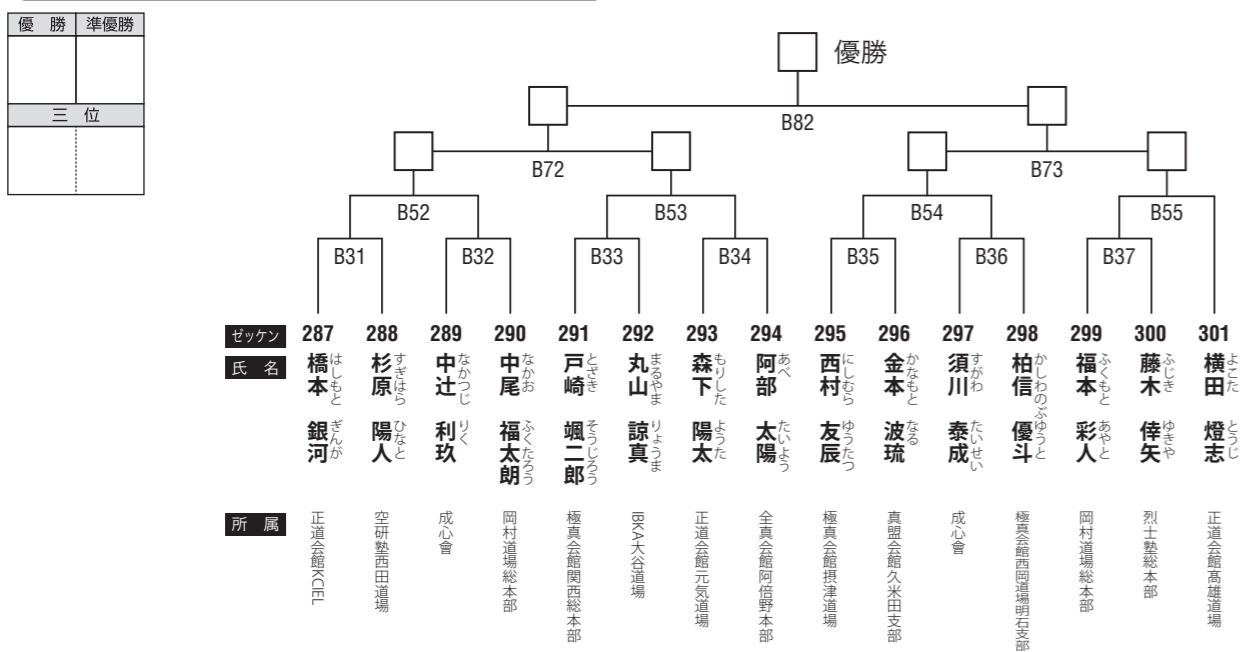 優 勝 準優勝
三 位
優勝
B82
B72 B73
B52 B53 B54 B55
B31 B32 B33 B34 B35 B36 B37
ゼッケン 287 288 289 290 291 292 293 294 295 296 297 298 299 300 301
氏 名
橋本 銀河
はしもと ぎんが
杉原 陽人
すぎはら ひなと
中辻 利玖
なかつじ りく
中尾 福太朗
なかお ふくたろう
戸崎 颯二郎
とざき そうじろう
丸山 諒真
まるやま りょうま
森下 陽太
もりした ようた
阿部 太陽
あべ たいよう
西村 友辰
にしむら ゆうたつ
金本 波琉
かなもと なる
須川 泰成
すがわ たいせい
柏信 優斗
かしわのぶ ゆうと
福本 彩人
ふくもと あやと
藤木 倖矢
ふじき ゆきや
横田 燈志
よこた とうじ
所 属
正道会館KCIEL
空研塾西田道場
成心會
岡村道場総本部
極真会館関西総本部
IBKA大谷道場
正道会館元気道場
全真会館阿倍野本部
極真会館摂津道場
真盟会館久米田支部
成心會
極真会館西岡道場明石支部
岡村道場総本部
烈士塾総本部
正道会館髙雄道場